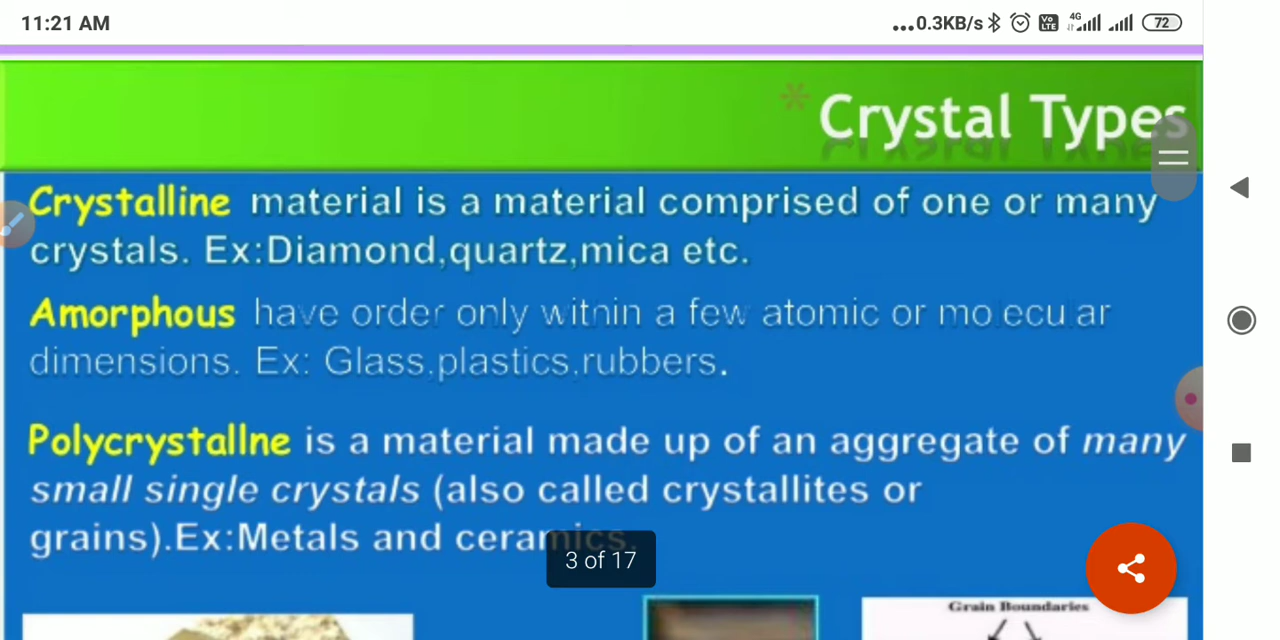 11:21 AM
...0.3KB/s Vo LTE 4G 72
* Crystal Types
Crystalline material is a material comprised of one or many
crystals. Ex:Diamond,quartz,mica etc.
Amorphous have order only within a few atomic or molecular
dimensions. Ex: Glass,plastics,rubbers.
Polycrystallne is a material made up of an aggregate of many
small single crystals (also called crystallites or
grains).Ex:Metals and ceramics.
3 of 17
Grain Boundaries